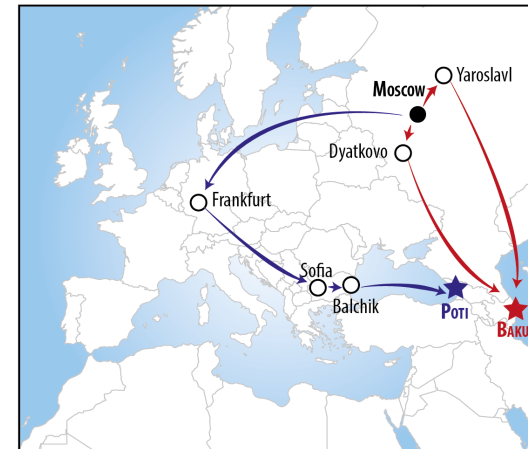 Yaroslavl
Moscow
Dyatkovo
Frankfurt
Sofia
Balchik
POTI
BAKU